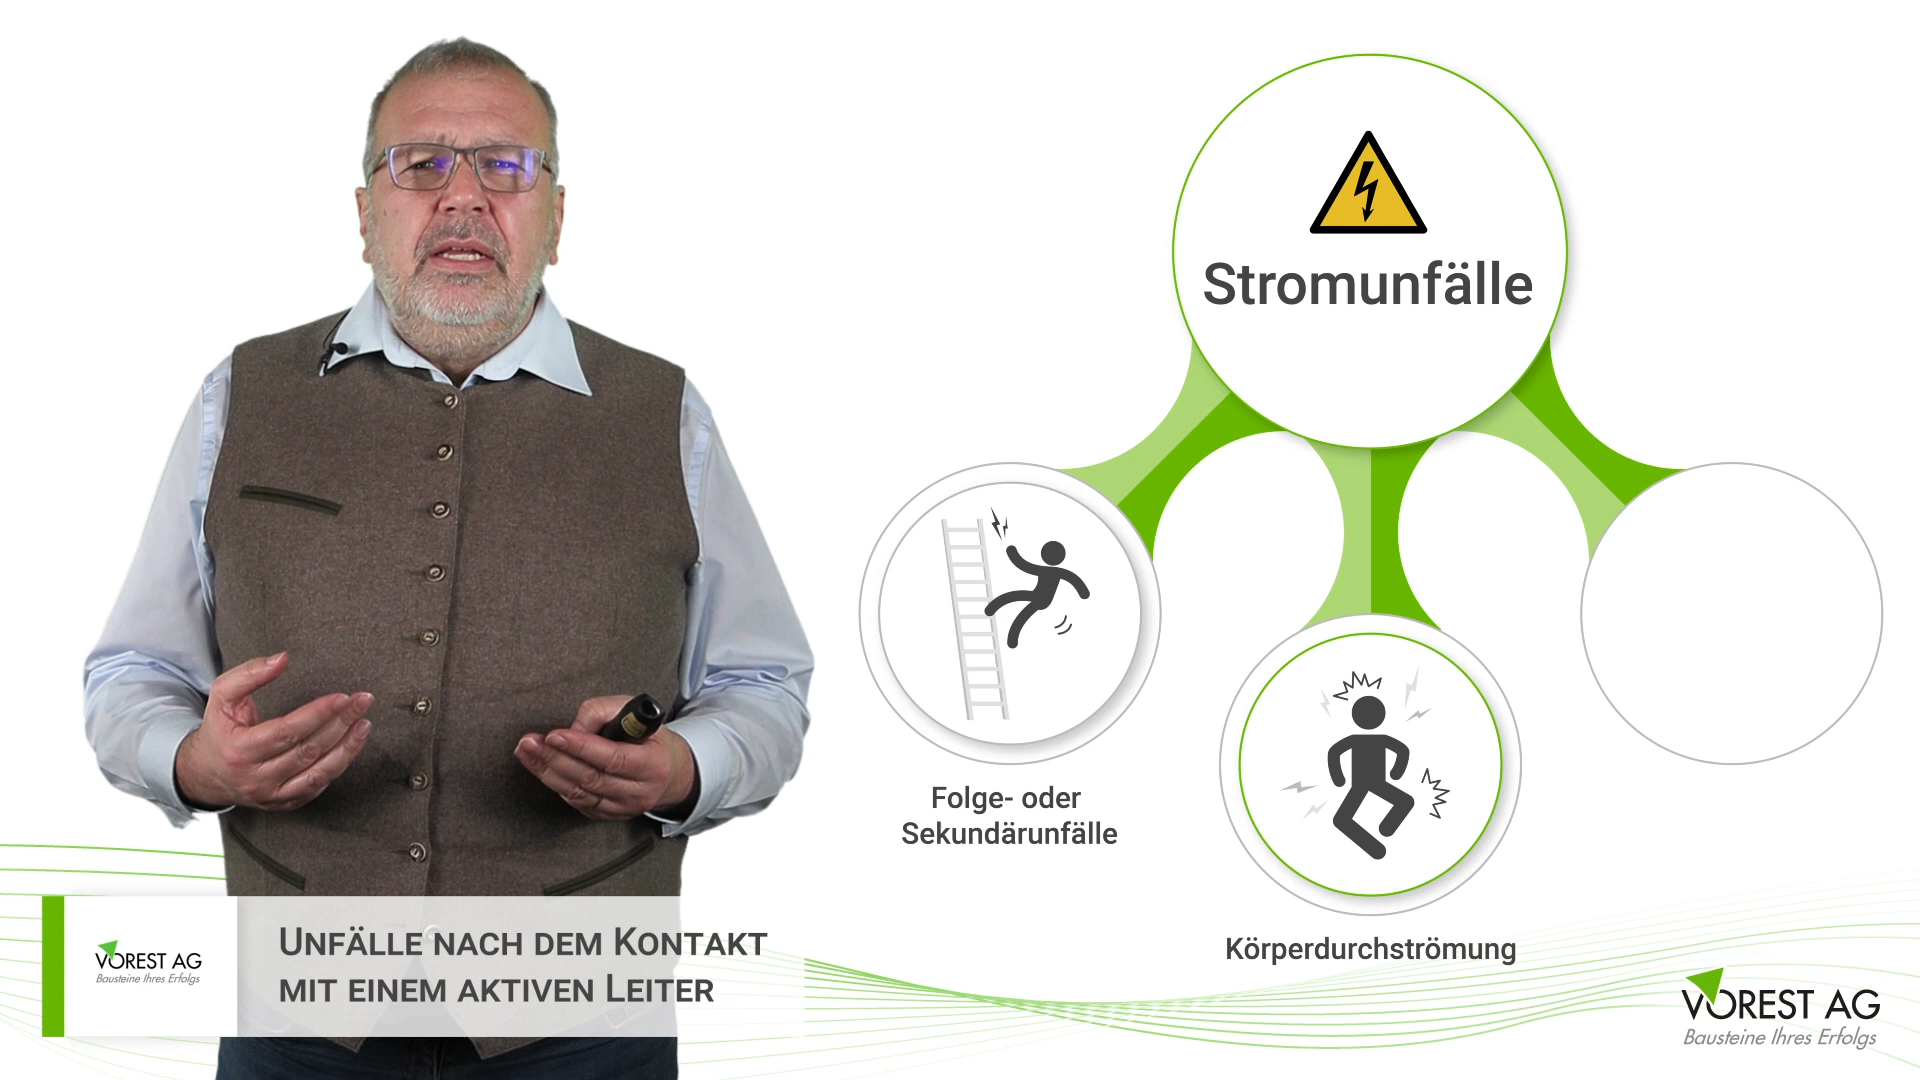 Stromunfälle
Folge- oder
Sekundärunfälle
Körperdurchströmung
VOREST AG
Bausteine Ihres Erfolgs
UNFÄLLE NACH DEM KONTAKT
MIT EINEM AKTIVEN LEITER
VOREST AG
Bausteine Ihres Erfolgs